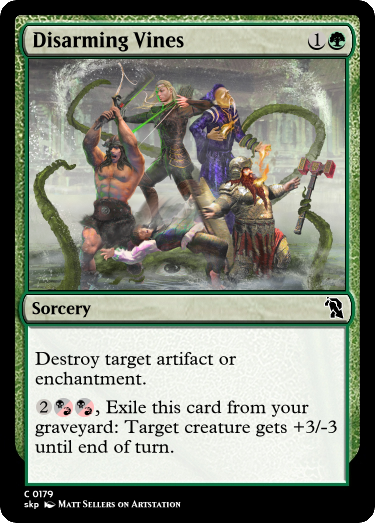 Disarming Vines 1
Sorcery
Destroy target artifact or
enchantment.
2, Exile this card from your
graveyard: Target creature gets +3/-3
until end of turn.
C 0179
skp Matt Sellers on Artstation